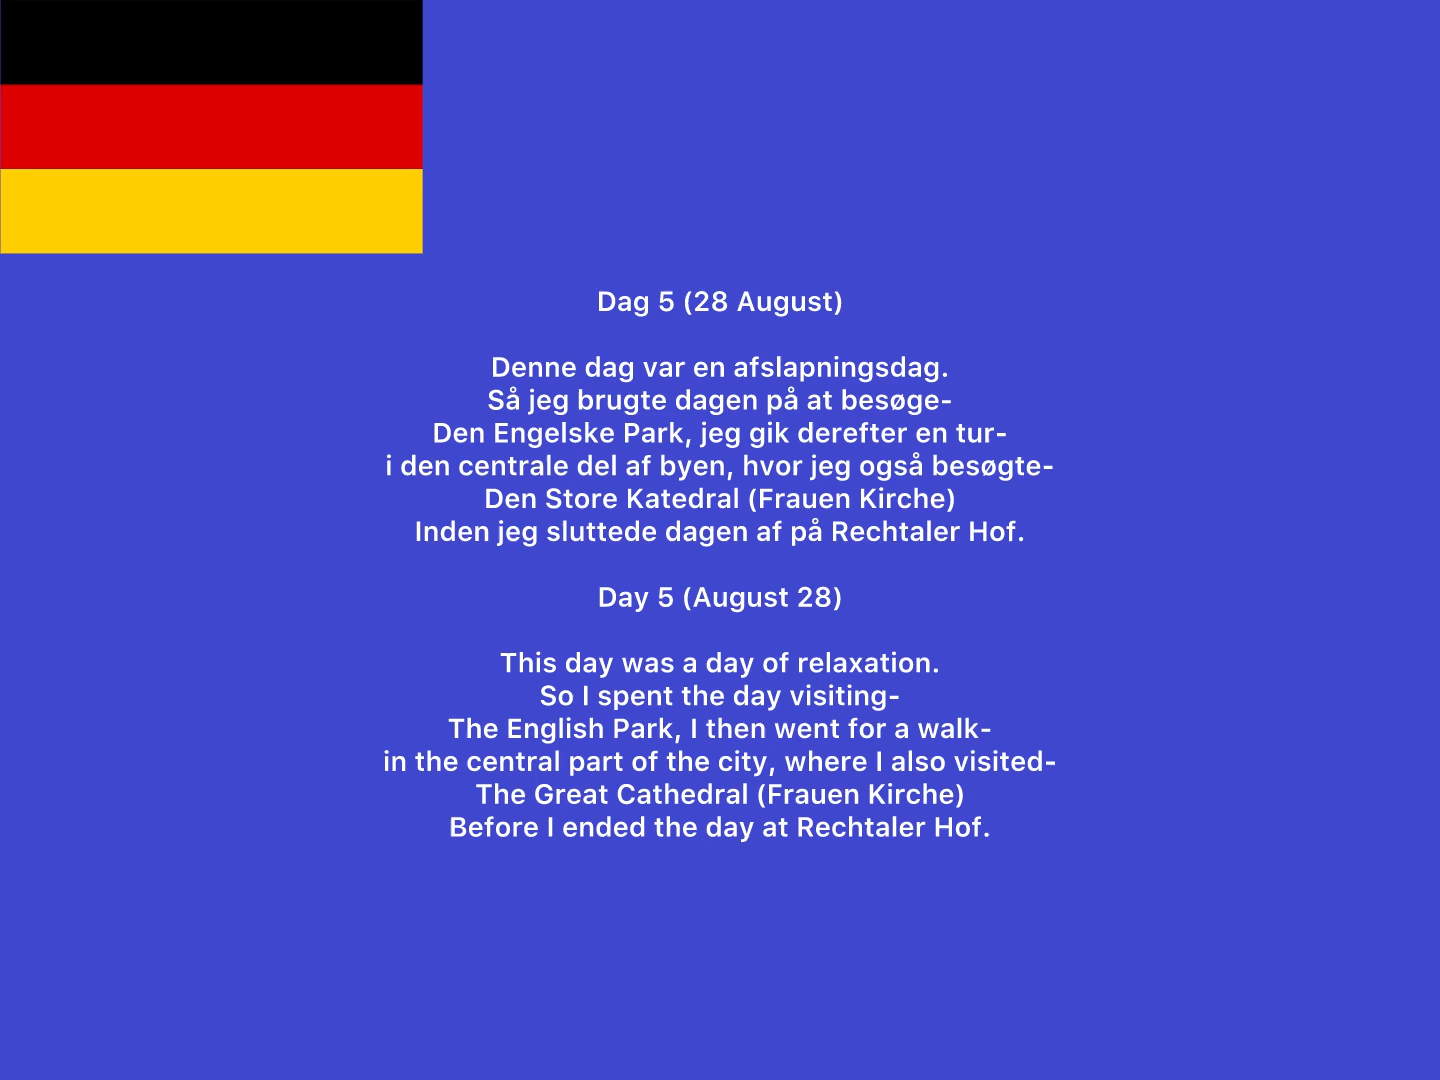 Dag 5 (28 August)
Denne dag var en afslapningsdag.
Så jeg brugte dagen på at besøge-
Den Engelske Park, jeg gik derefter en tur-
i den centrale del af byen, hvor jeg også besøgte-
Den Store Katedral (Frauen Kirche)
Inden jeg sluttede dagen af på Rechtaler Hof.
Day 5 (August 28)
This day was a day of relaxation.
So I spent the day visiting-
The English Park, I then went for a walk-
in the central part of the city, where I also visited-
The Great Cathedral (Frauen Kirche)
Before I ended the day at Rechtaler Hof.